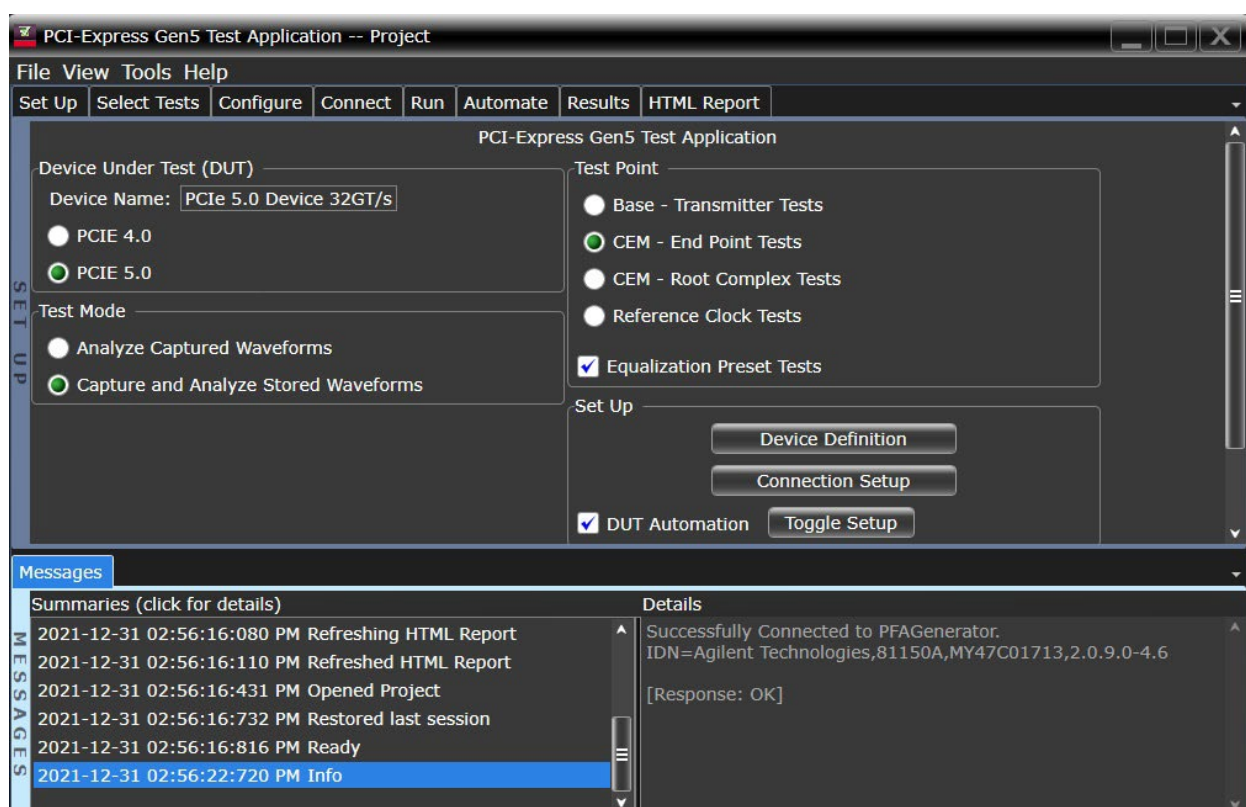 PCI-Express Gen5 Test Application -- Project
File View Tools Help
Set Up Select Tests Configure Connect Run Automate Results HTML Report
PCI-Express Gen5 Test Application
SET UP
Device Under Test (DUT)
Device Name: PCIe 5.0 Device 32GT/s
PCIE 4.0
PCIE 5.0
Test Mode
Analyze Captured Waveforms
Capture and Analyze Stored Waveforms
Test Point
Base - Transmitter Tests
CEM - End Point Tests
CEM - Root Complex Tests
Reference Clock Tests
Equalization Preset Tests
Set Up
Device Definition
Connection Setup
DUT Automation Toggle Setup
Messages
MESSAGES
Summaries (click for details)
2021-12-31 02:56:16:080 PM Refreshing HTML Report
2021-12-31 02:56:16:110 PM Refreshed HTML Report
2021-12-31 02:56:16:431 PM Opened Project
2021-12-31 02:56:16:732 PM Restored last session
2021-12-31 02:56:16:816 PM Ready
2021-12-31 02:56:22:720 PM Info
Details
Successfully Connected to PFAGenerator.
IDN=Agilent Technologies,81150A,MY47C01713,2.0.9.0-4.6
[Response: OK]